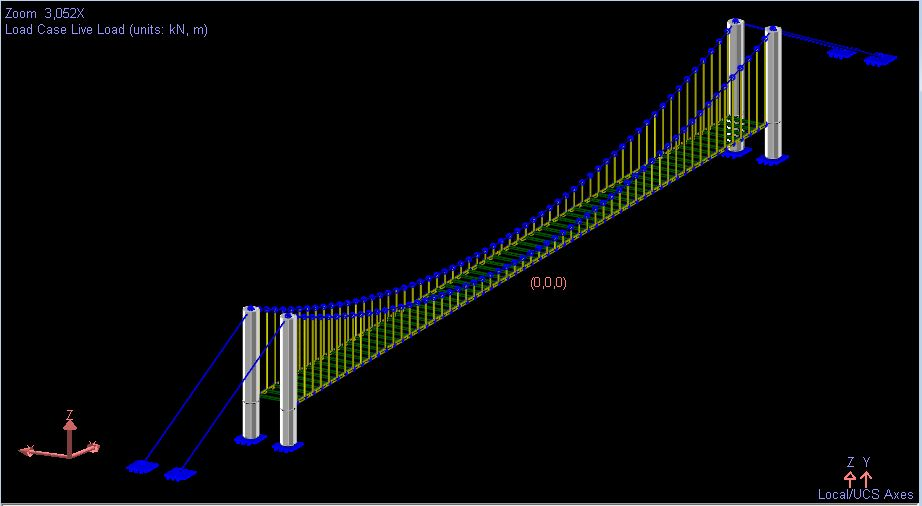 Zoom 3,052X
Load Case Live Load (units: kN, m)
(0,0,0)
Z
Z Y
Local/UCS Axes